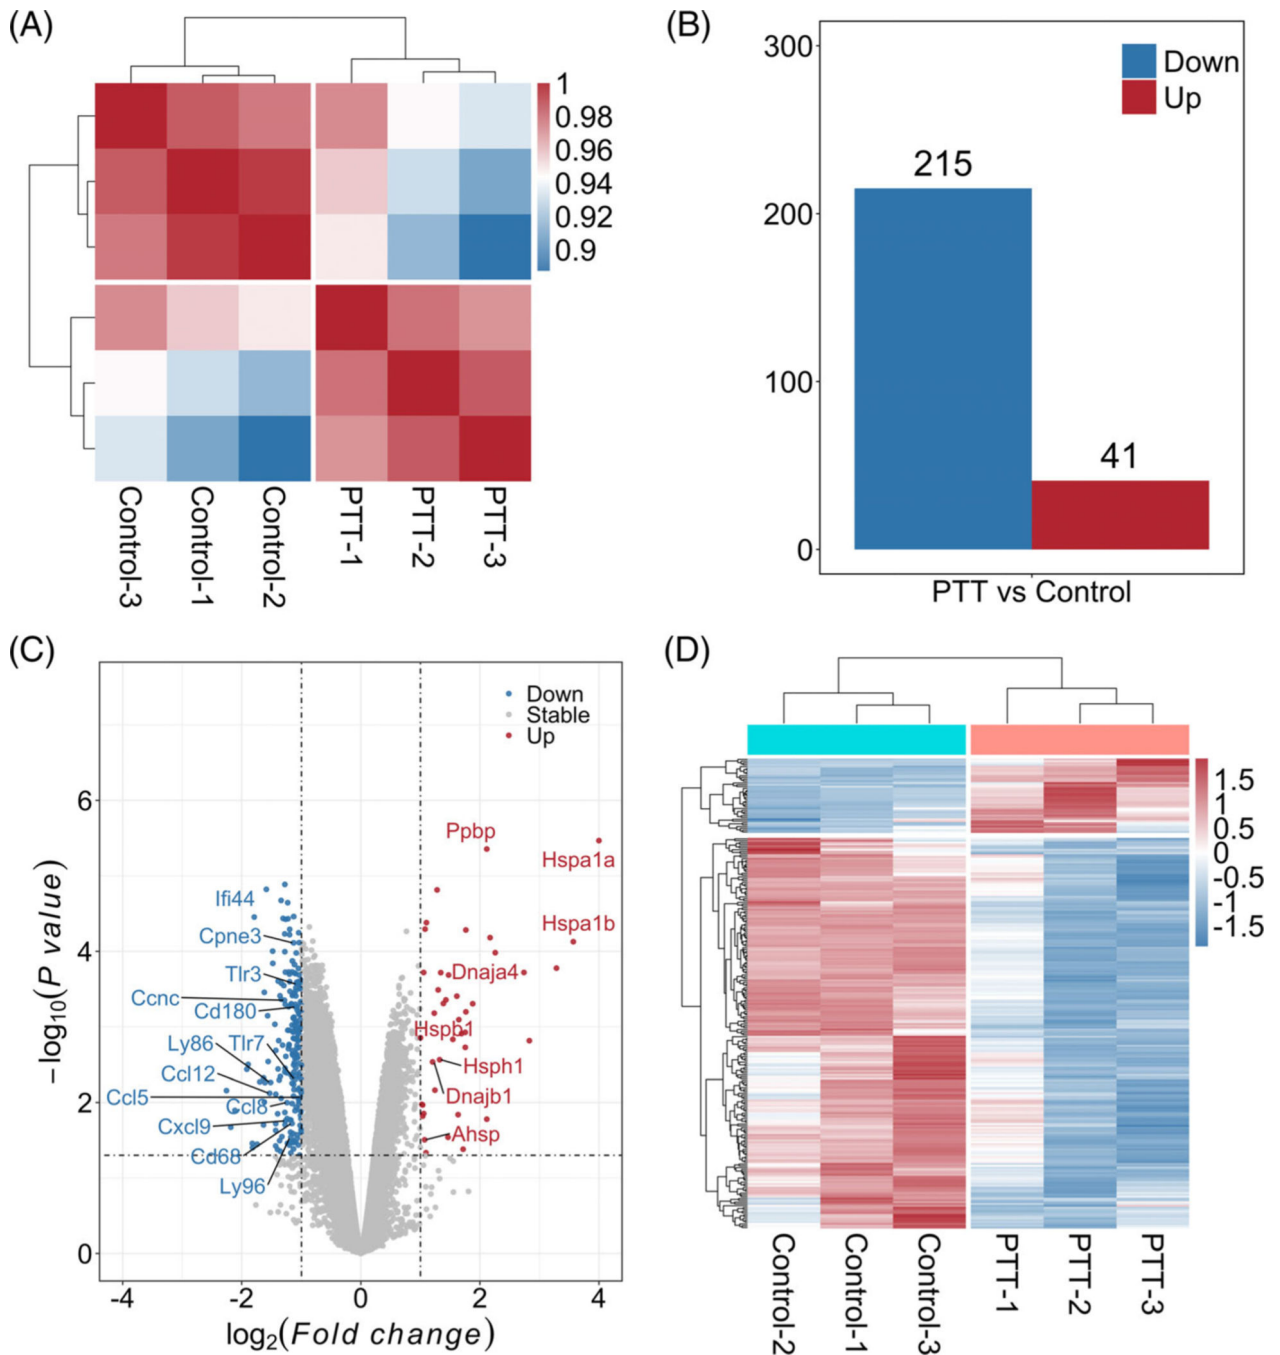 (A)
1
0.98
0.96
0.94
0.92
0.9
Control-3
Control-1
Control-2
PTT-1
PTT-2
PTT-3
(B)
300
200
100
0
Down
Up
215
41
PTT vs Control
(C)
Down
Stable
Up
6
4
2
0
−log10(P value)
Ppbp
Hspa1a
Ifi44
Hspa1b
Cpne3
Tlr3
Dnaja4
Ccnc
Cd180
Hspb1
Ly86
Tlr7
Hsph1
Ccl12
Ccl5
Ccl8
Dnajb1
Cxcl9
Ahsp
Cd68
Ly96
-4
-2
0
2
4
log2(Fold change)
(D)
1.5
1
0.5
0
-0.5
-1
-1.5
Control-2
Control-1
Control-3
PTT-1
PTT-2
PTT-3